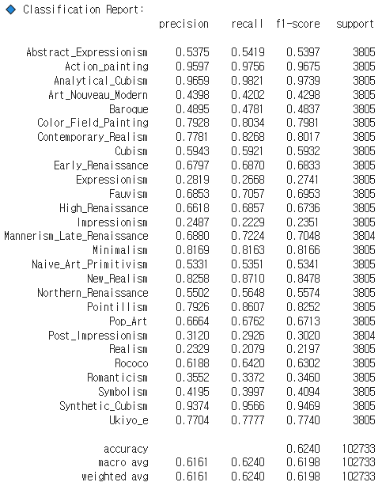 Classification Report:
precision recall f1-score support
Abstract_Expressionism 0.5375 0.5419 0.5397 3805
Action_painting 0.9597 0.9756 0.9675 3805
Analytical_Cubism 0.9659 0.9821 0.9739 3805
Art_Nouveau_Modern 0.4398 0.4202 0.4298 3805
Baroque 0.4895 0.4781 0.4837 3805
Color_Field_Painting 0.7928 0.8034 0.7981 3805
Contemporary_Realism 0.7781 0.8268 0.8017 3805
Cubism 0.5943 0.5921 0.5932 3805
Early_Renaissance 0.6797 0.6870 0.6833 3805
Expressionism 0.2819 0.2668 0.2741 3805
Fauvism 0.6853 0.7057 0.6953 3805
High_Renaissance 0.6618 0.6857 0.6736 3805
Impressionism 0.2487 0.2229 0.2351 3805
Mannerism_Late_Renaissance 0.6880 0.7224 0.7048 3804
Minimalism 0.8169 0.8163 0.8166 3805
Naive_Art_Primitivism 0.5331 0.5351 0.5341 3805
New_Realism 0.8258 0.8710 0.8478 3805
Northern_Renaissance 0.5502 0.5648 0.5574 3805
Pointillism 0.7926 0.8607 0.8252 3805
Pop_Art 0.6664 0.6762 0.6713 3805
Post_Impressionism 0.3120 0.2926 0.3020 3804
Realism 0.2329 0.2079 0.2197 3805
Rococo 0.6188 0.6420 0.6302 3805
Romanticism 0.3552 0.3372 0.3460 3805
Symbolism 0.4195 0.3997 0.4094 3805
Synthetic_Cubism 0.9374 0.9566 0.9469 3805
Ukiyo_e 0.7704 0.7777 0.7740 3805
accuracy 0.6240 102733
macro avg 0.6161 0.6240 0.6198 102733
weighted avg 0.6161 0.6240 0.6198 102733